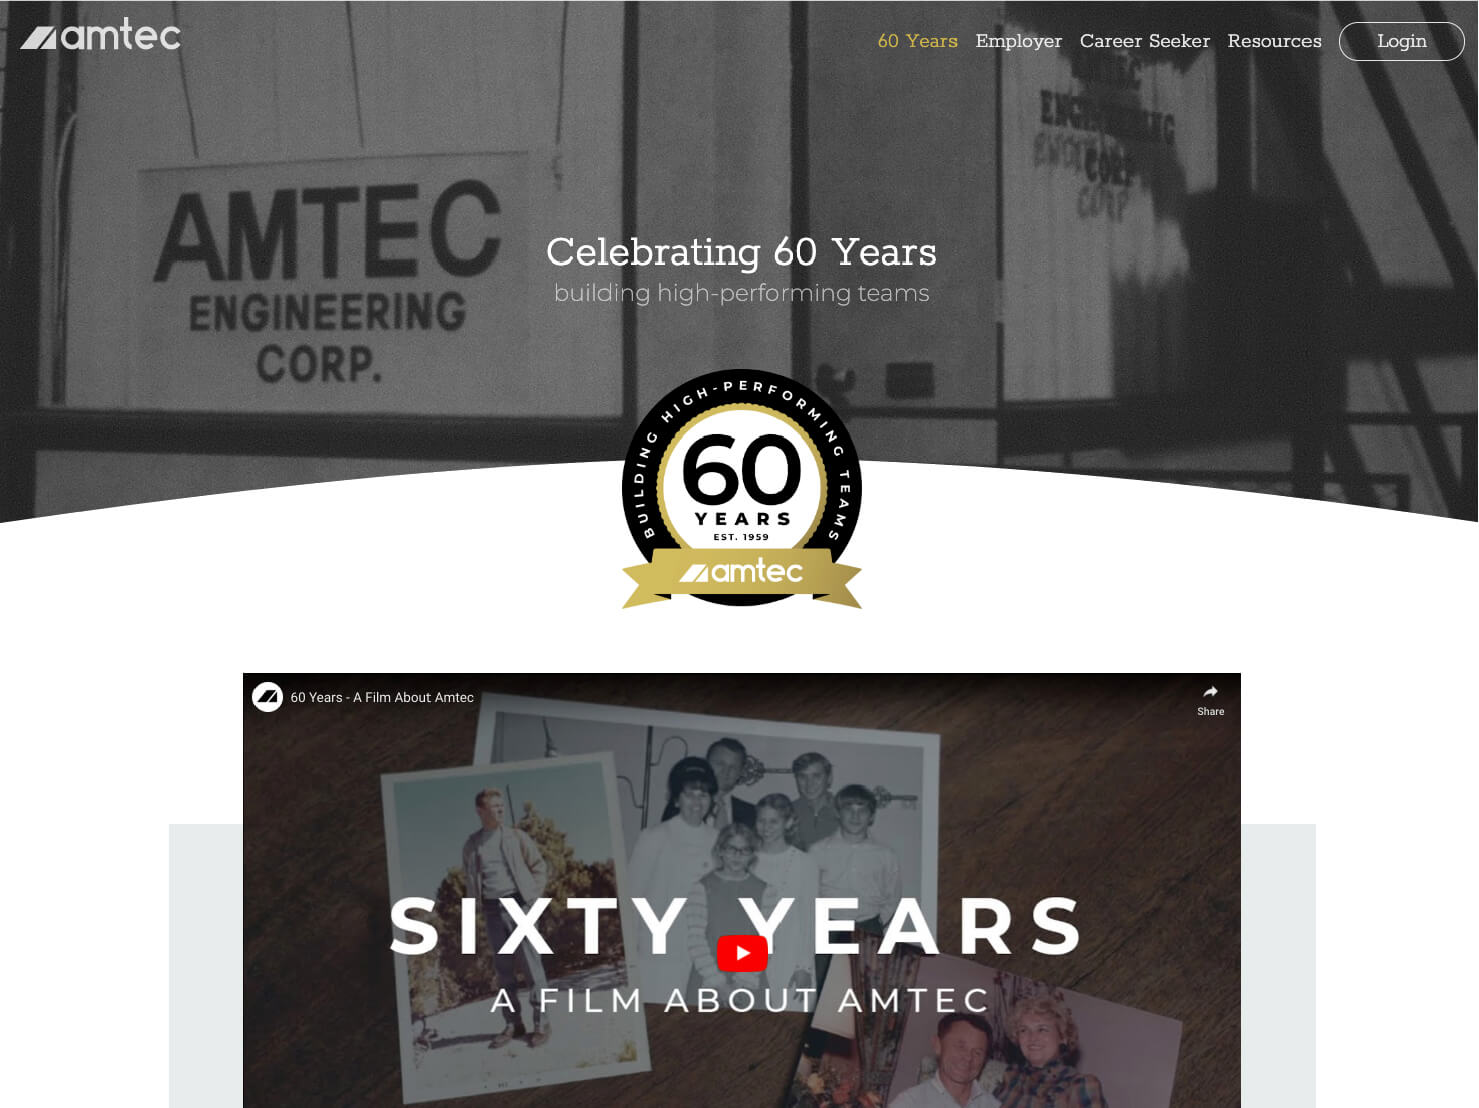 amtec
60 Years
Employer
Career Seeker
Resources
Login
AMTEC
ENGINEERING
CORP.
AMTEC
ENGINEERING
CORP
Celebrating 60 Years
building high-performing teams
BUILDING HIGH-PERFORMING TEAMS
60
YEARS
EST. 1959
amtec
60 Years - A Film About Amtec
Share
SIXTY YEARS
A FILM ABOUT AMTEC